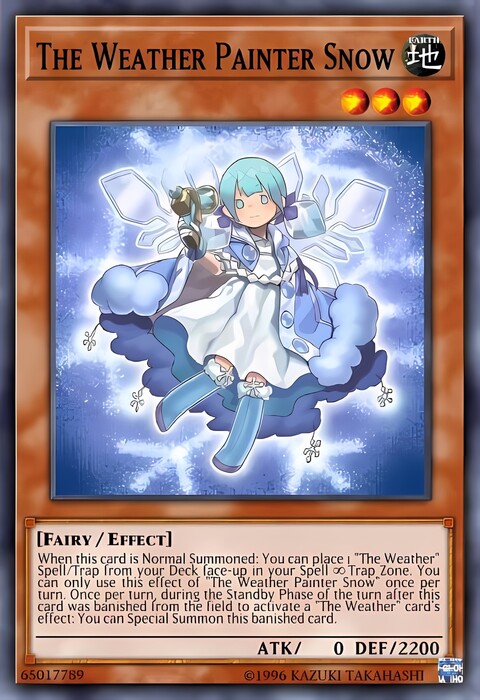 THE WEATHER PAINTER SNOW
EARTH
地
[FAIRY / EFFECT]
When this card is Normal Summoned: You can place 1 "The Weather"
Spell/Trap from your Deck face-up in your Spell & Trap Zone. You
can only use this effect of "The Weather Painter Snow" once per
turn. Once per turn, during the Standby Phase of the turn after this
card was banished from the field to activate a "The Weather" card's
effect: You can Special Summon this banished card.
ATK/ 0 DEF/2200
65017789
©1996 KAZUKI TAKAHASHI